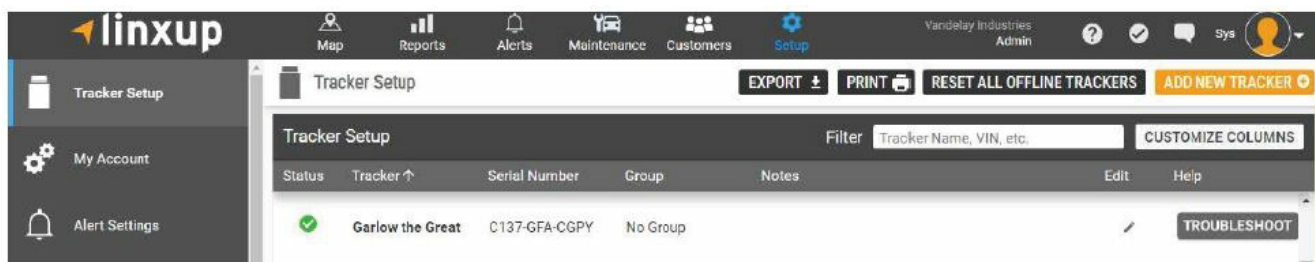 linxup
Map Reports Alerts Maintenance Customers Setup
Vandelay Industries
Admin
Sys
Tracker Setup
My Account
Alert Settings
Tracker Setup
EXPORT PRINT RESET ALL OFFLINE TRACKERS ADD NEW TRACKER
Tracker Setup Filter Tracker Name, VIN, etc. CUSTOMIZE COLUMNS
Status Tracker Serial Number Group Notes Edit Help
Garlow the Great C137-GFA-CGPY No Group TROUBLESHOOT